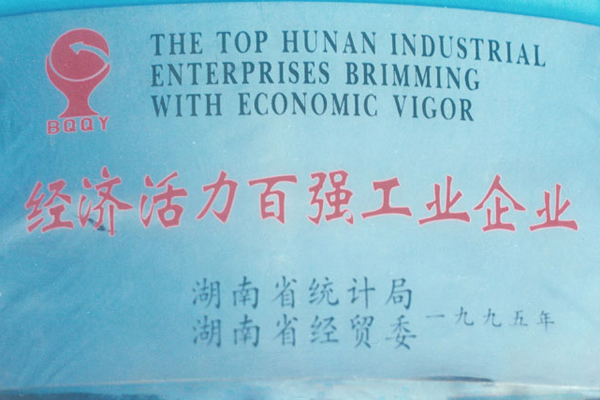 THE TOP HUNAN INDUSTRIAL
ENTERPRISES BRIMMING
WITH ECONOMIC VIGOR
BQQY
经济活力百强工业企业
湖南省统计局
湖南省经贸委
一九九五年